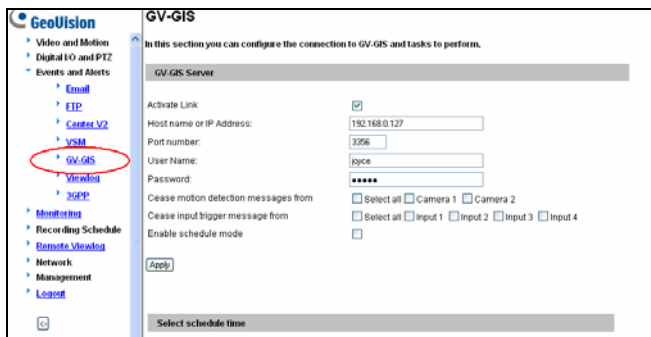 GeoVision
Video and Motion
Digital I/O and PTZ
Events and Alerts
Email
FTP
Center V2
VSM
GV-GIS
Viewlog
3GPP
Monitoring
Recording Schedule
Remote Viewlog
Network
Management
Logout
GV-GIS
In this section you can configure the connection to GV-GIS and tasks to perform.
GV-GIS Server
Activate Link
Host name or IP Address: 192.168.0.127
Port number: 3356
User Name: joyce
Password: •••••
Cease motion detection messages from Select all Camera 1 Camera 2
Cease input trigger message from Select all Input 1 Input 2 Input 3 Input 4
Enable schedule mode
Apply
Select schedule time